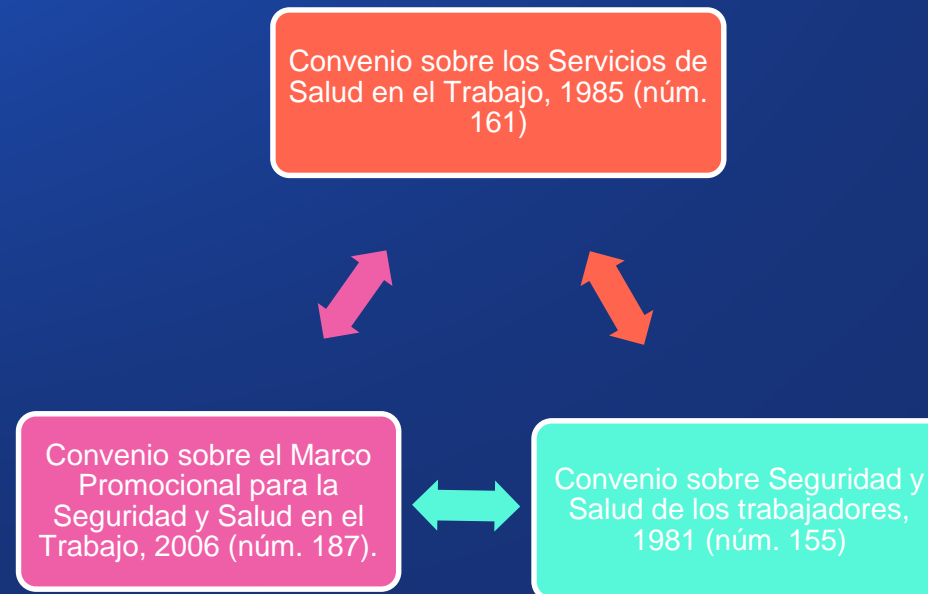 Convenio sobre los Servicios de
Salud en el Trabajo, 1985 (núm.
161)
Convenio sobre el Marco
Promocional para la
Seguridad y Salud en el
Trabajo, 2006 (núm. 187).
Convenio sobre Seguridad y
Salud de los trabajadores,
1981 (núm. 155)